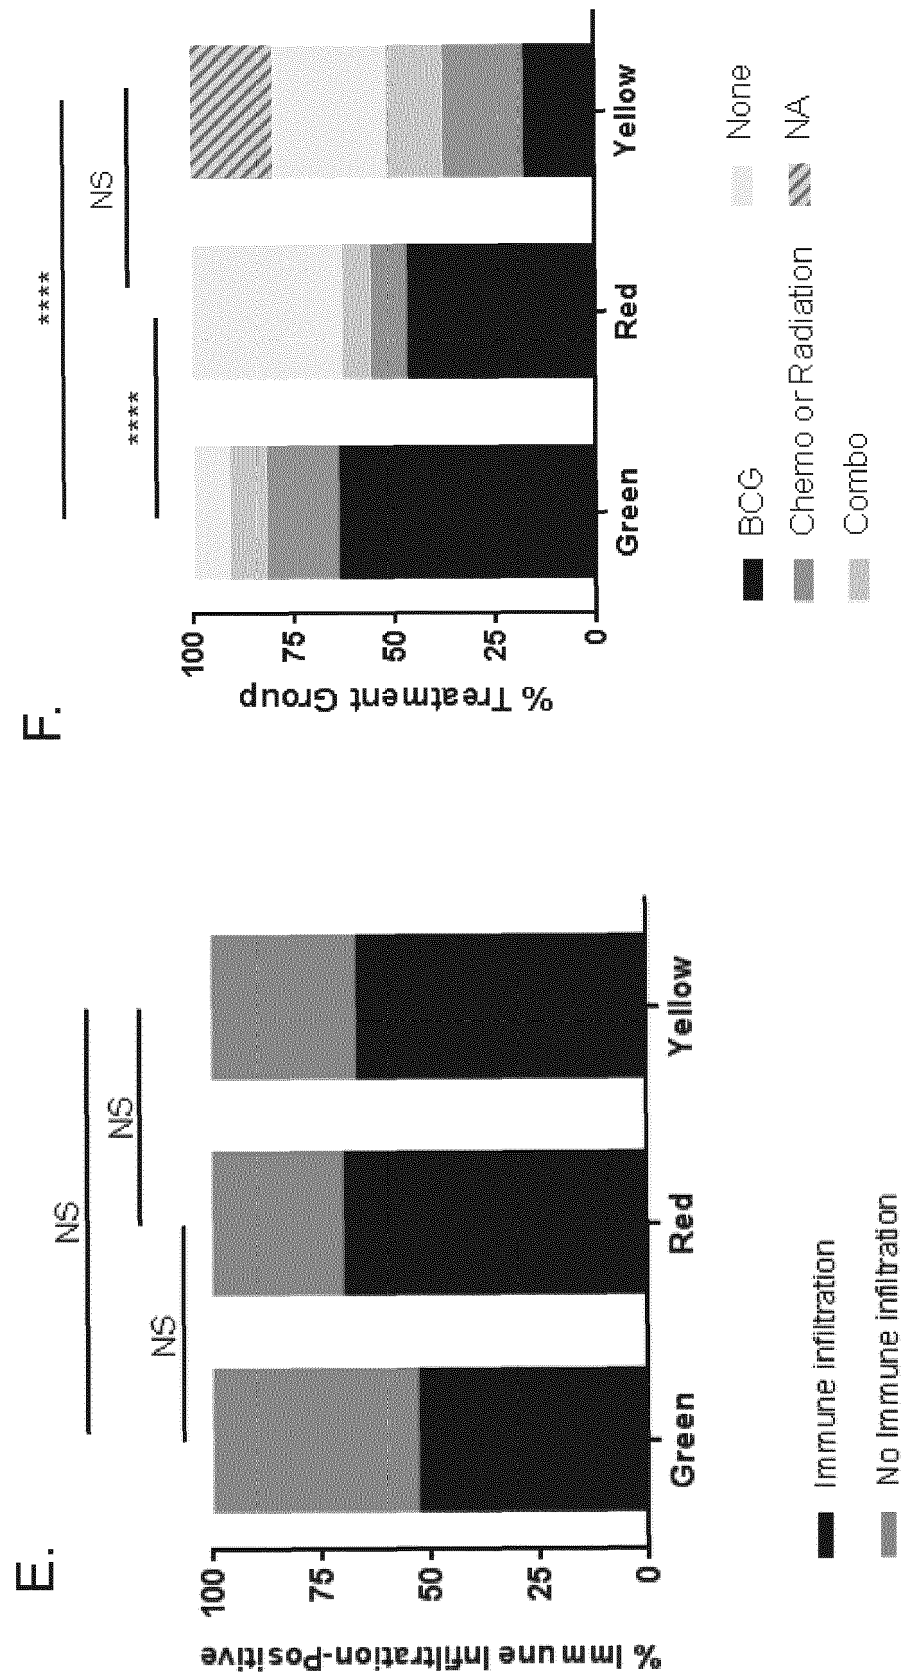 E.
NS
NS
NS
% Immune Infiltration-Positive
100
75
50
25
0
Green
Red
Yellow
Immune infiltration
No Immune infiltration
F.
****
NS
****
% Treatment Group
100
75
50
25
0
Green
Red
Yellow
BCG
None
Chemo or Radiation
NA
Combo